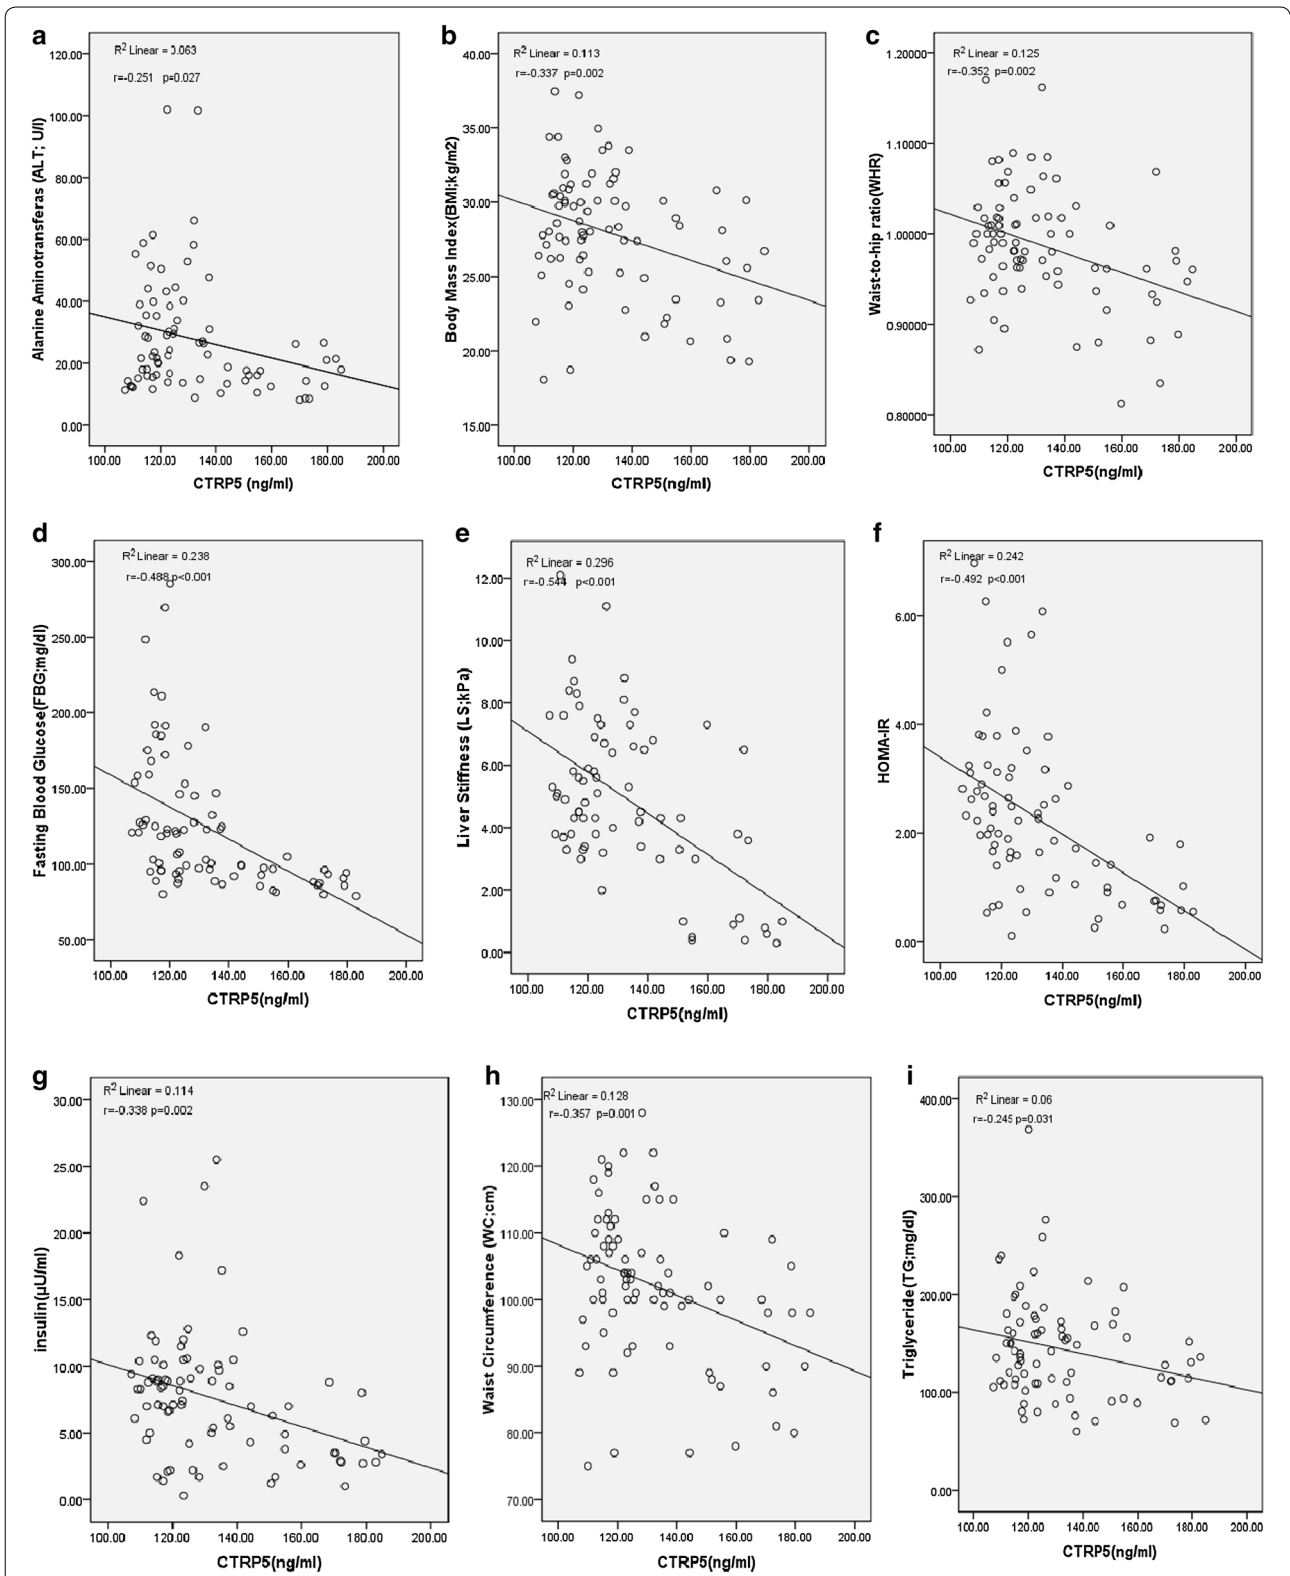 a
R2 Linear = 0.063
r=-0.251 p=0.027
120.00
100.00
80.00
60.00
40.00
20.00
0.00
Alanine Aminotransferas (ALT; U/l)
100.00 120.00 140.00 160.00 180.00 200.00
CTRP5 (ng/ml)
b
R2 Linear = 0.113
r=-0.337 p=0.002
40.00
35.00
30.00
25.00
20.00
15.00
Body Mass Index(BMI;kg/m2)
100.00 120.00 140.00 160.00 180.00 200.00
CTRP5(ng/ml)
c
R2 Linear = 0.125
r=-0.352 p=0.002
1.20000
1.10000
1.00000
0.90000
0.80000
Waist-to-hip ratio(WHR)
100.00 120.00 140.00 160.00 180.00 200.00
CTRP5(ng/ml)
d
R2 Linear = 0.238
r=-0.488 p<0.001
300.00
250.00
200.00
150.00
100.00
50.00
Fasting Blood Glucose(FBG;mg/dl)
100.00 120.00 140.00 160.00 180.00 200.00
CTRP5(ng/ml)
e
R2 Linear = 0.296
r=-0.544 p<0.001
12.00
10.00
8.00
6.00
4.00
2.00
0.00
Liver Stiffness (LS;kPa)
100.00 120.00 140.00 160.00 180.00 200.00
CTRP5(ng/ml)
f
R2 Linear = 0.242
r=-0.492 p<0.001
6.00
4.00
2.00
0.00
HOMA-IR
100.00 120.00 140.00 160.00 180.00 200.00
CTRP5(ng/ml)
g
R2 Linear = 0.114
r=-0.338 p=0.002
30.00
25.00
20.00
15.00
10.00
5.00
0.00
insulin(µU/ml)
100.00 120.00 140.00 160.00 180.00 200.00
CTRP5(ng/ml)
h
R2 Linear = 0.128
r=-0.357 p=0.001
130.00
120.00
110.00
100.00
90.00
80.00
70.00
Waist Circumference (WC;cm)
100.00 120.00 140.00 160.00 180.00 200.00
CTRP5(ng/ml)
i
R2 Linear = 0.06
r=-0.245 p=0.031
400.00
300.00
200.00
100.00
0.00
Triglyceride(TG;mg/dl)
100.00 120.00 140.00 160.00 180.00 200.00
CTRP5(ng/ml)